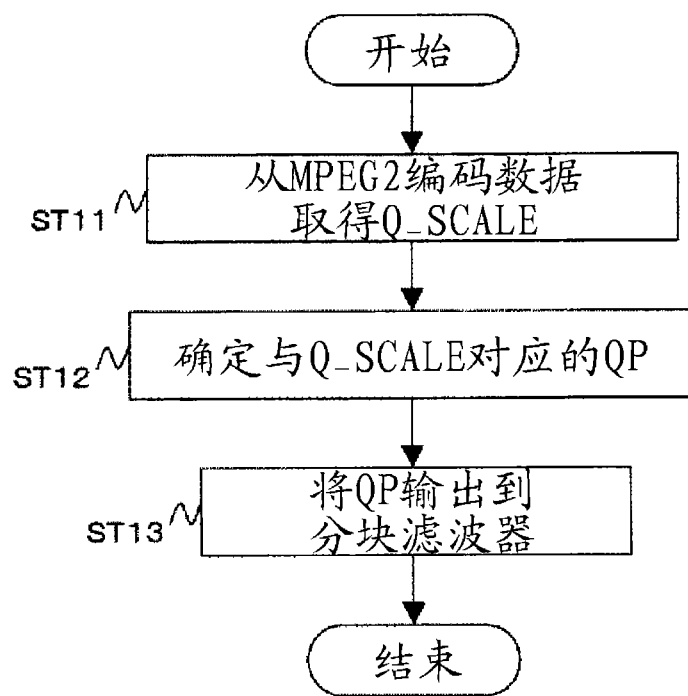 开始
从MPEG2编码数据
取得Q_SCALE
ST11
确定与Q_SCALE对应的QP
ST12
将QP输出到
分块滤波器
ST13
结束